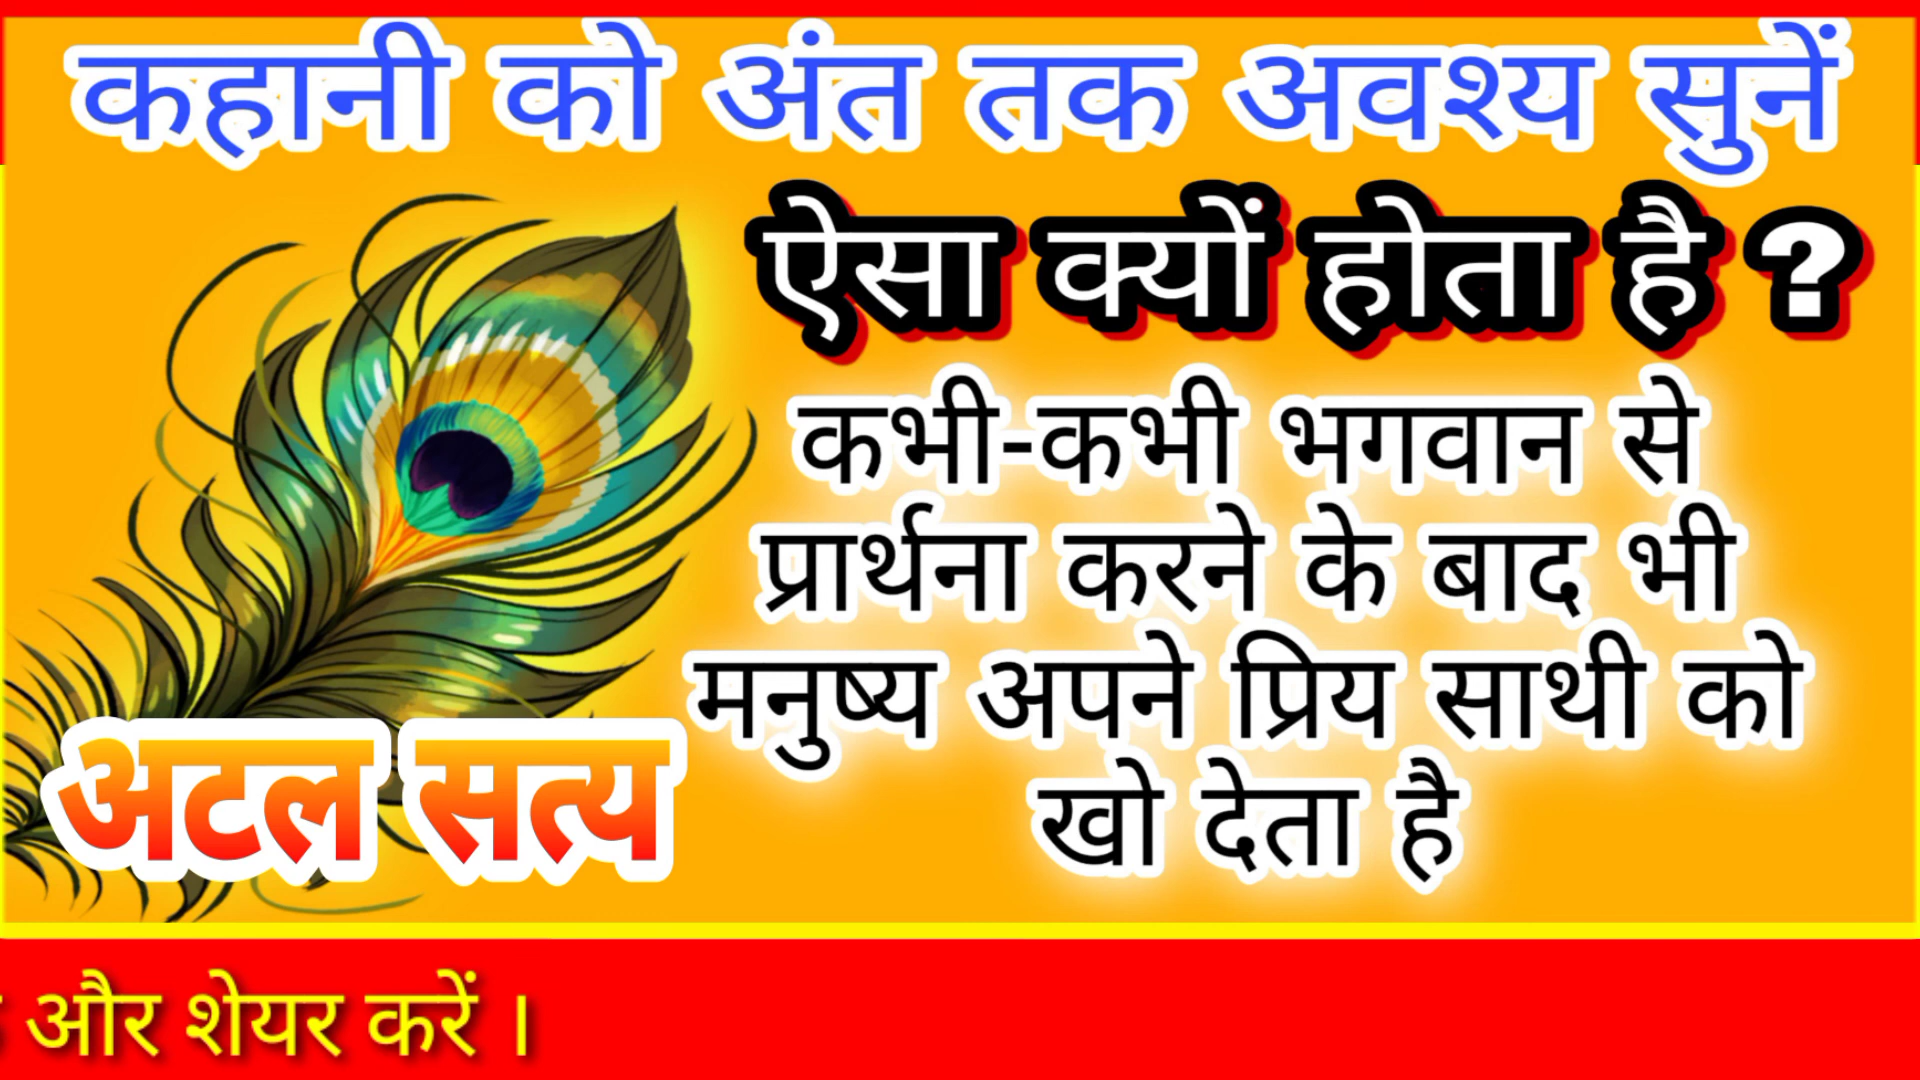 कहानी को अंत तक अवश्य सुनें
ऐसा क्यों होता है ?
कभी-कभी भगवान से
प्रार्थना करने के बाद भी
मनुष्य अपने प्रिय साथी को
खो देता है
अटल सत्य
और शेयर करें ।